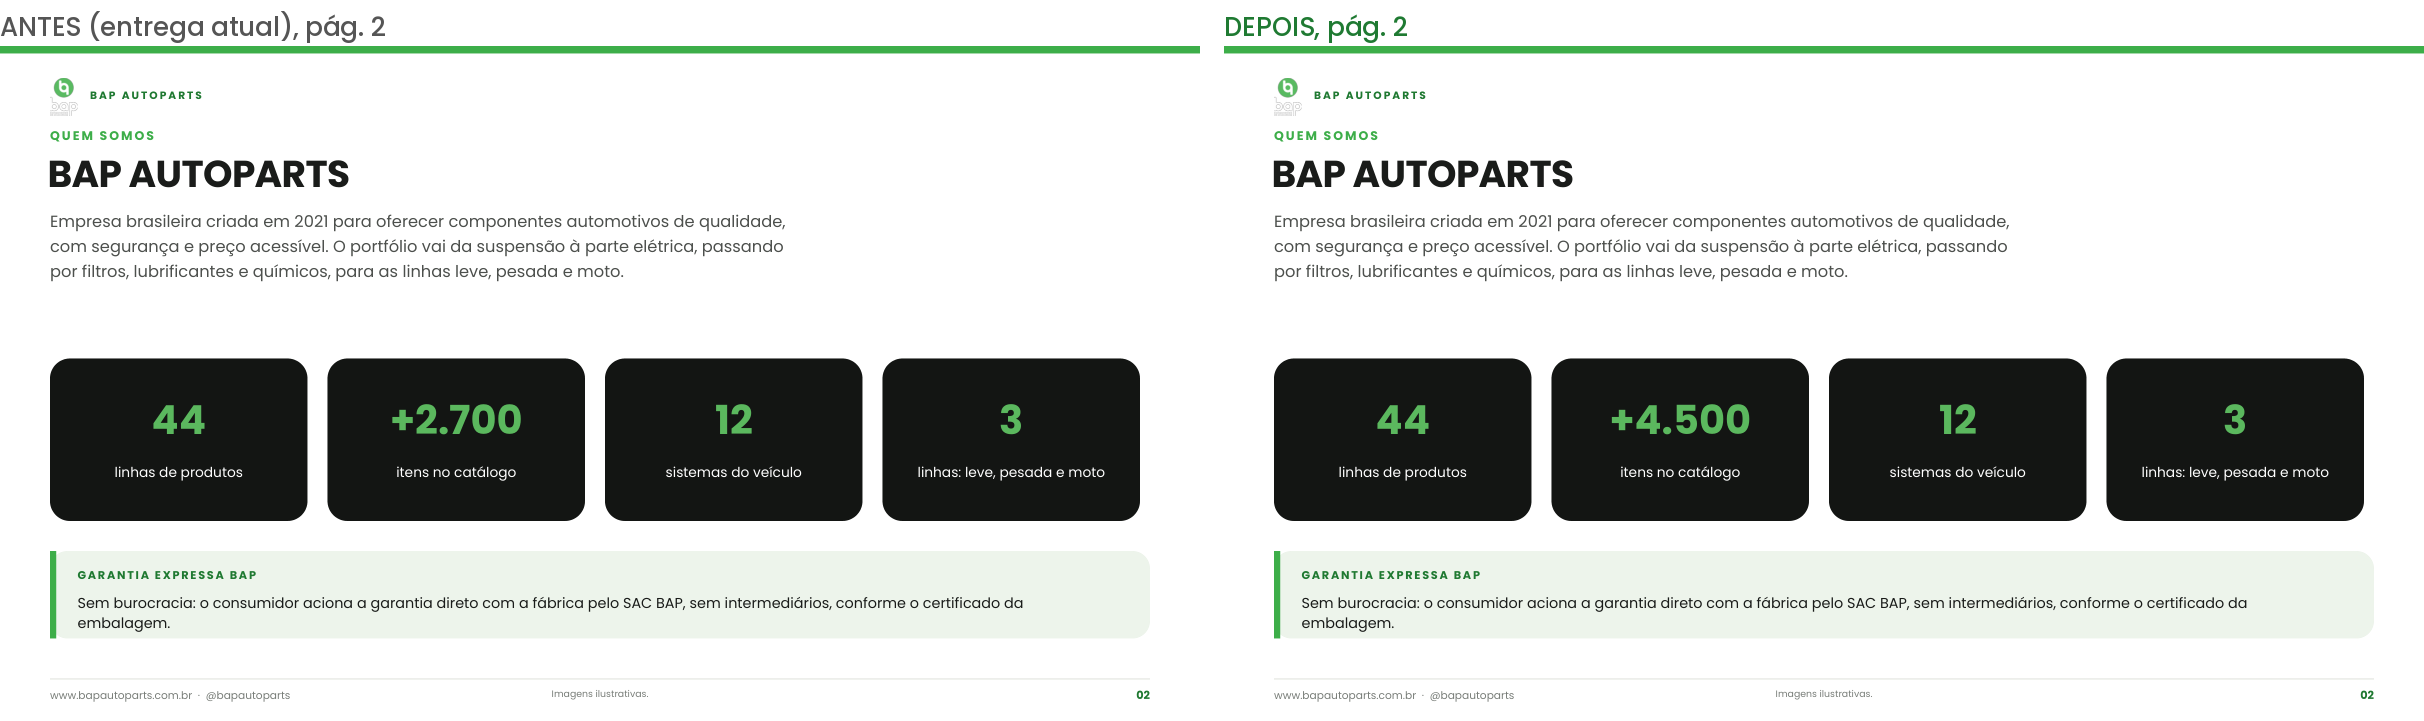 ANTES (entrega atual), pág. 2
bap
BAP AUTOPARTS
QUEM SOMOS
BAP AUTOPARTS
Empresa brasileira criada em 2021 para oferecer componentes automotivos de qualidade,
com segurança e preço acessível. O portfólio vai da suspensão à parte elétrica, passando
por filtros, lubrificantes e químicos, para as linhas leve, pesada e moto.
44
linhas de produtos
+2.700
itens no catálogo
12
sistemas do veículo
3
linhas: leve, pesada e moto
GARANTIA EXPRESSA BAP
Sem burocracia: o consumidor aciona a garantia direto com a fábrica pelo SAC BAP, sem intermediários, conforme o certificado da
embalagem.
www.bapautoparts.com.br · @bapautoparts
Imagens ilustrativas.
02
DEPOIS, pág. 2
bap
BAP AUTOPARTS
QUEM SOMOS
BAP AUTOPARTS
Empresa brasileira criada em 2021 para oferecer componentes automotivos de qualidade,
com segurança e preço acessível. O portfólio vai da suspensão à parte elétrica, passando
por filtros, lubrificantes e químicos, para as linhas leve, pesada e moto.
44
linhas de produtos
+4.500
itens no catálogo
12
sistemas do veículo
3
linhas: leve, pesada e moto
GARANTIA EXPRESSA BAP
Sem burocracia: o consumidor aciona a garantia direto com a fábrica pelo SAC BAP, sem intermediários, conforme o certificado da
embalagem.
www.bapautoparts.com.br · @bapautoparts
Imagens ilustrativas.
02